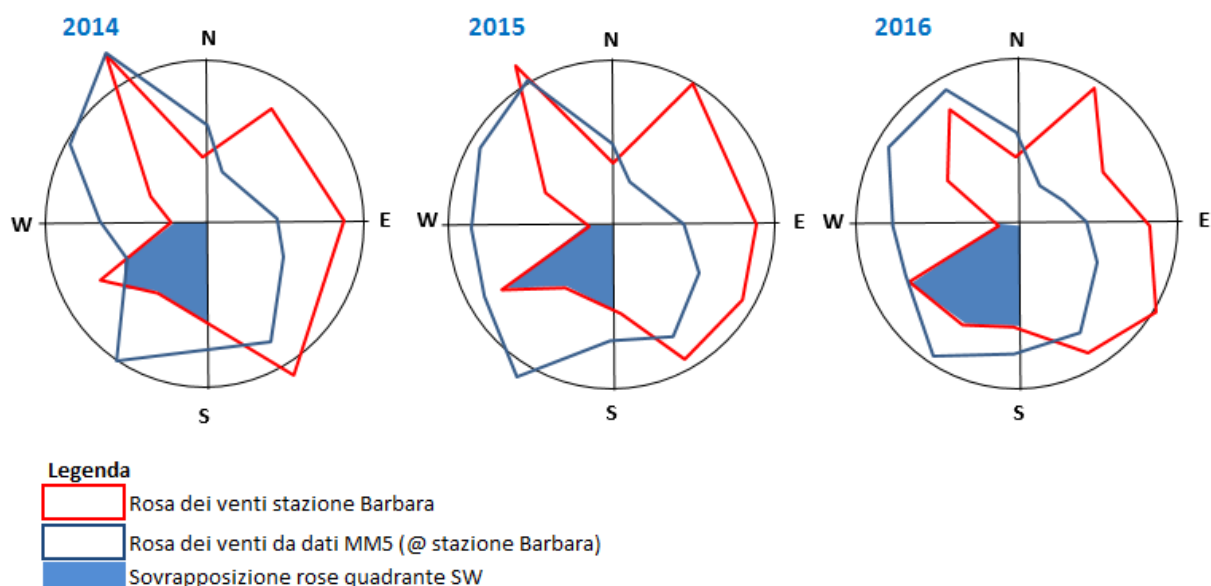 2014
N
W
E
S
2015
N
W
E
S
2016
N
W
E
S
Legenda
Rosa dei venti stazione Barbara
Rosa dei venti da dati MM5 (@ stazione Barbara)
Sovrapposizione rose quadrante SW